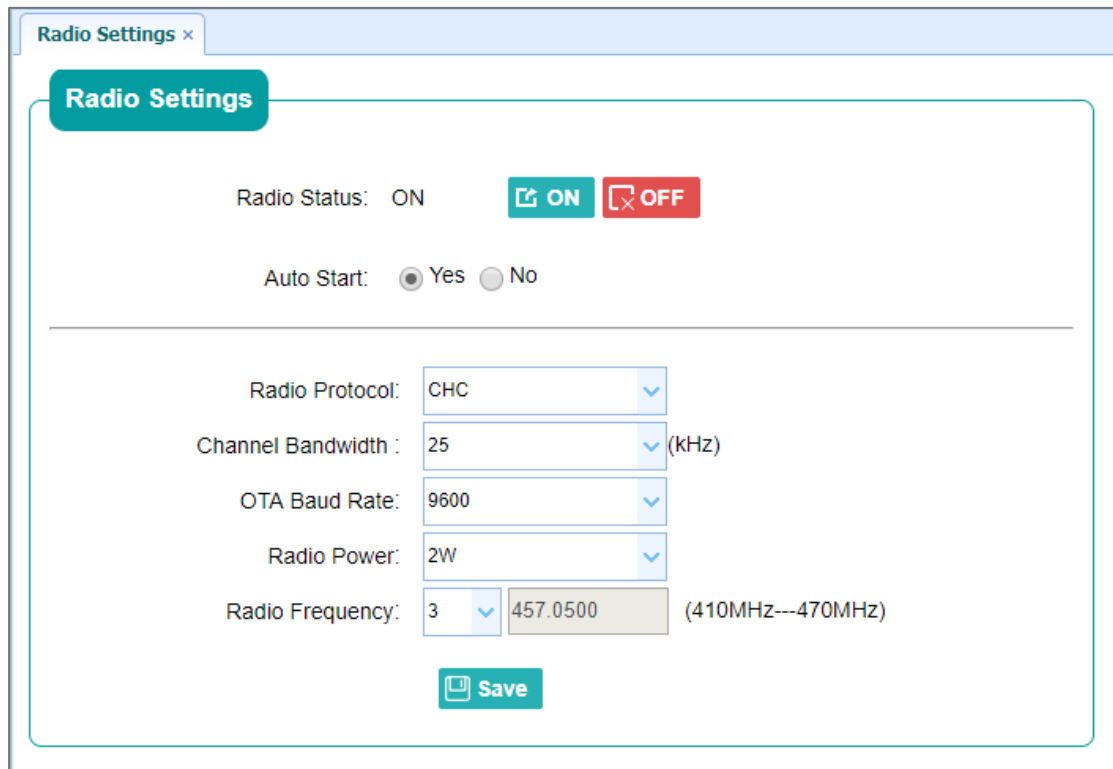 Radio Settings ×
Radio Settings
Radio Status: ON ON OFF
Auto Start: Yes No
Radio Protocol: CHC
Channel Bandwidth : 25 (kHz)
OTA Baud Rate: 9600
Radio Power: 2W
Radio Frequency: 3 457.0500 (410MHz---470MHz)
Save